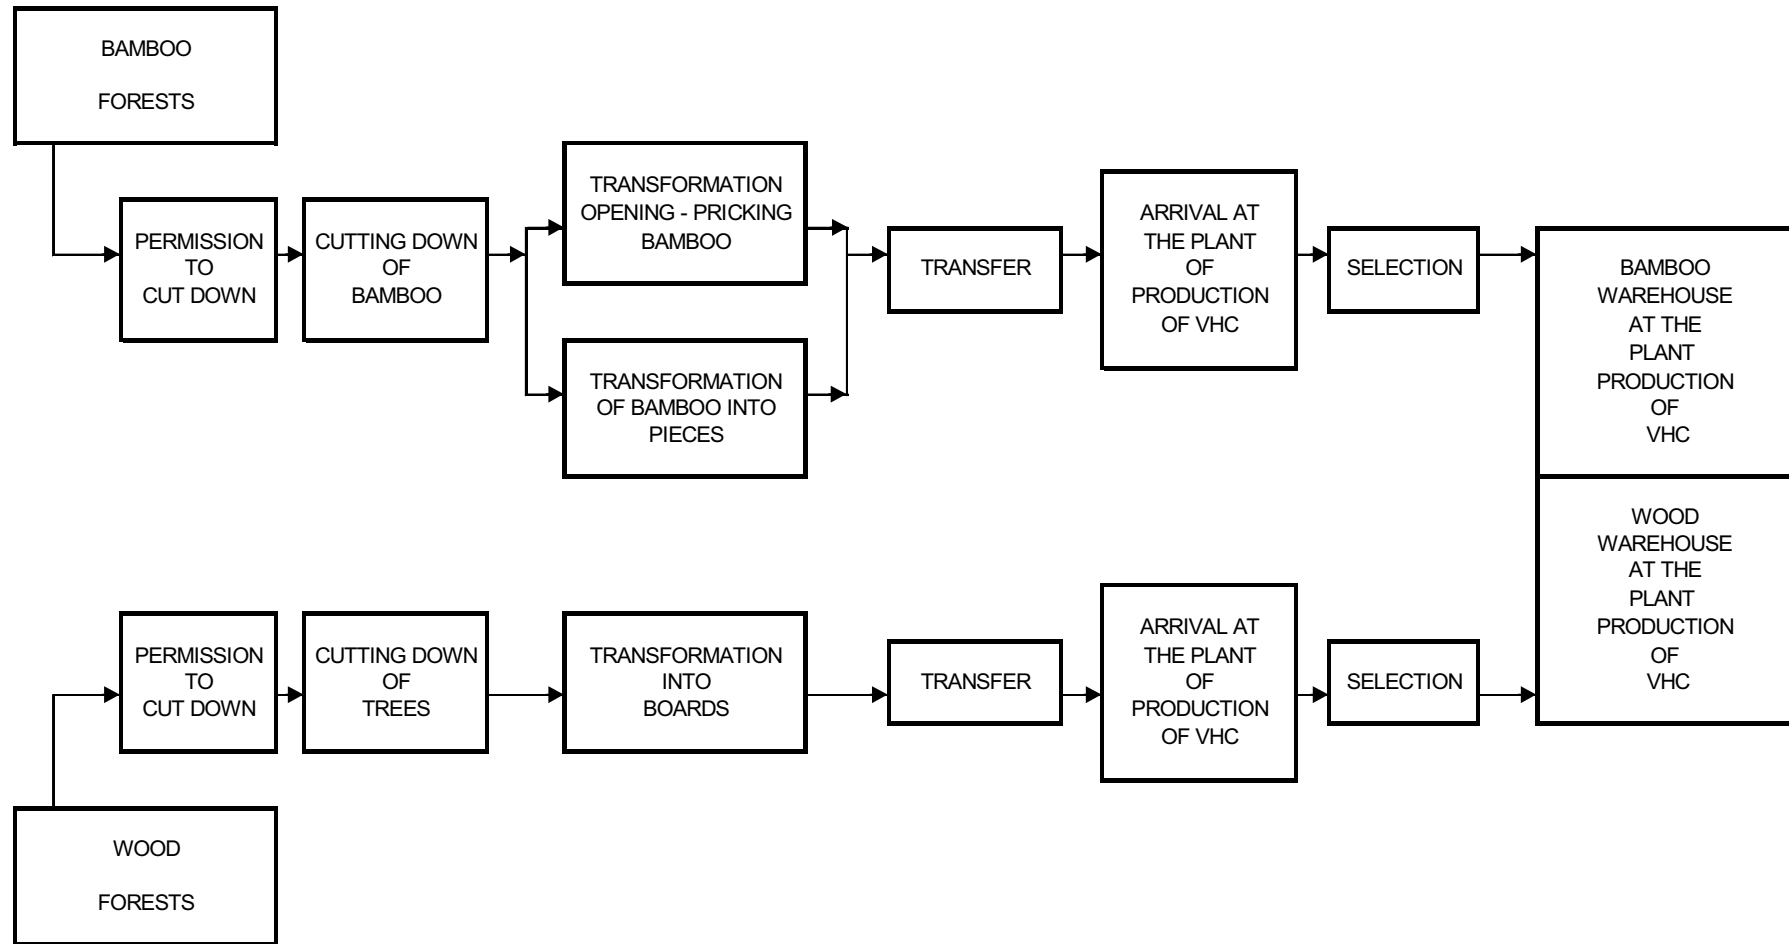 BAMBOO
FORESTS
PERMISSION
TO
CUT DOWN
CUTTING DOWN
OF
BAMBOO
TRANSFORMATION
OPENING - PRICKING
BAMBOO
TRANSFORMATION
OF BAMBOO INTO
PIECES
TRANSFER
ARRIVAL AT
THE PLANT
OF
PRODUCTION
OF VHC
SELECTION
BAMBOO
WAREHOUSE
AT THE
PLANT
PRODUCTION
OF
VHC
WOOD
WAREHOUSE
AT THE
PLANT
PRODUCTION
OF
VHC
PERMISSION
TO
CUT DOWN
CUTTING DOWN
OF
TREES
TRANSFORMATION
INTO
BOARDS
TRANSFER
ARRIVAL AT
THE PLANT
OF
PRODUCTION
OF VHC
SELECTION
WOOD
FORESTS